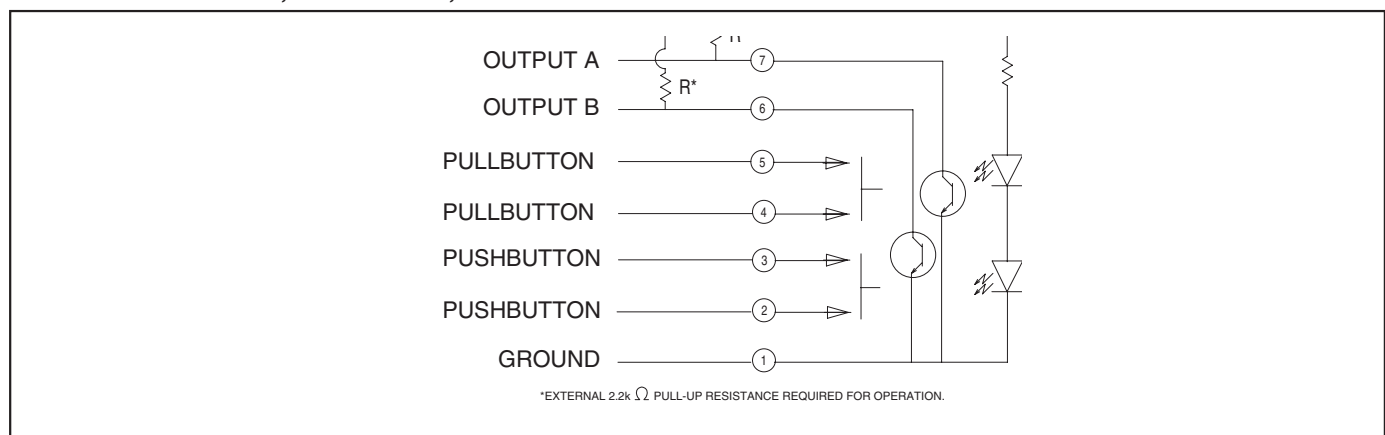 OUTPUT A 7
R*
OUTPUT B 6
PULLBUTTON 5
PULLBUTTON 4
PUSHBUTTON 3
PUSHBUTTON 2
GROUND 1
*EXTERNAL 2.2k Ω PULL-UP RESISTANCE REQUIRED FOR OPERATION.